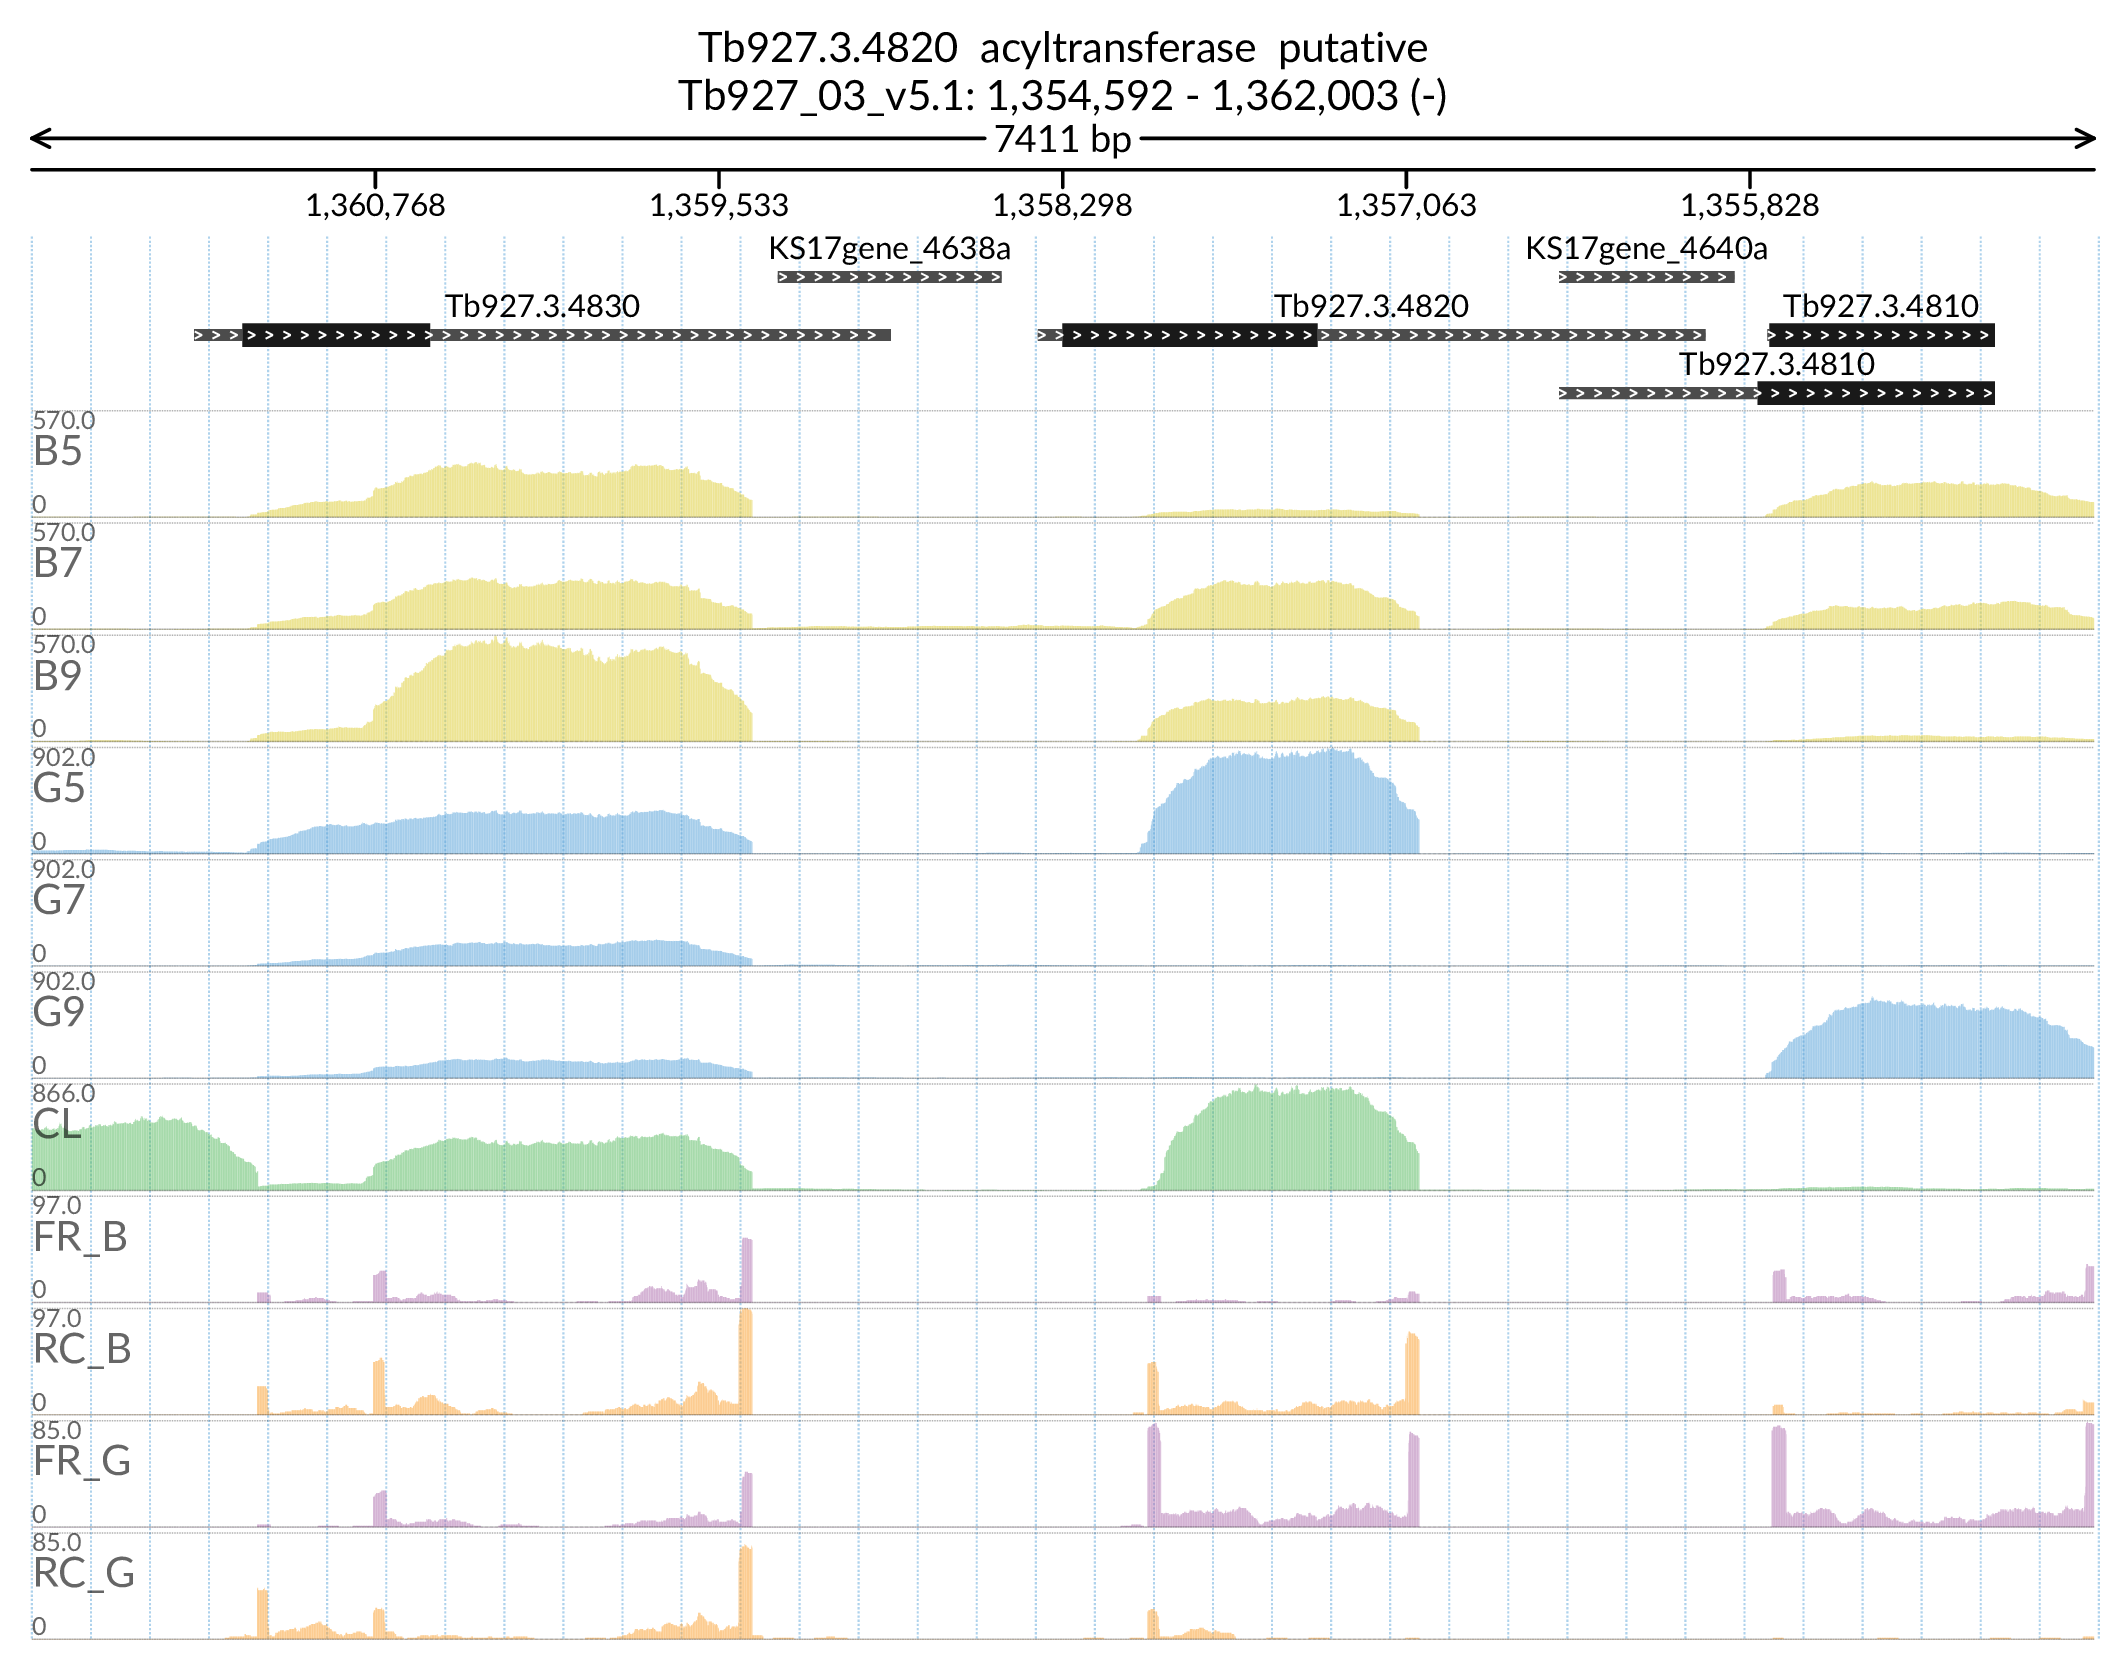 Tb927.3.4820 acyltransferase putative
Tb927_03_v5.1: 1,354,592 - 1,362,003 (-)
7411 bp
1,360,768 1,359,533 1,358,298 1,357,063 1,355,828
KS17gene_4638a KS17gene_4640a
Tb927.3.4830 Tb927.3.4820 Tb927.3.4810
Tb927.3.4810
570.0
B5
0
570.0
B7
0
570.0
B9
0
902.0
G5
0
902.0
G7
0
902.0
G9
0
866.0
CL
0
97.0
FR_B
0
97.0
RC_B
0
85.0
FR_G
0
85.0
RC_G
0